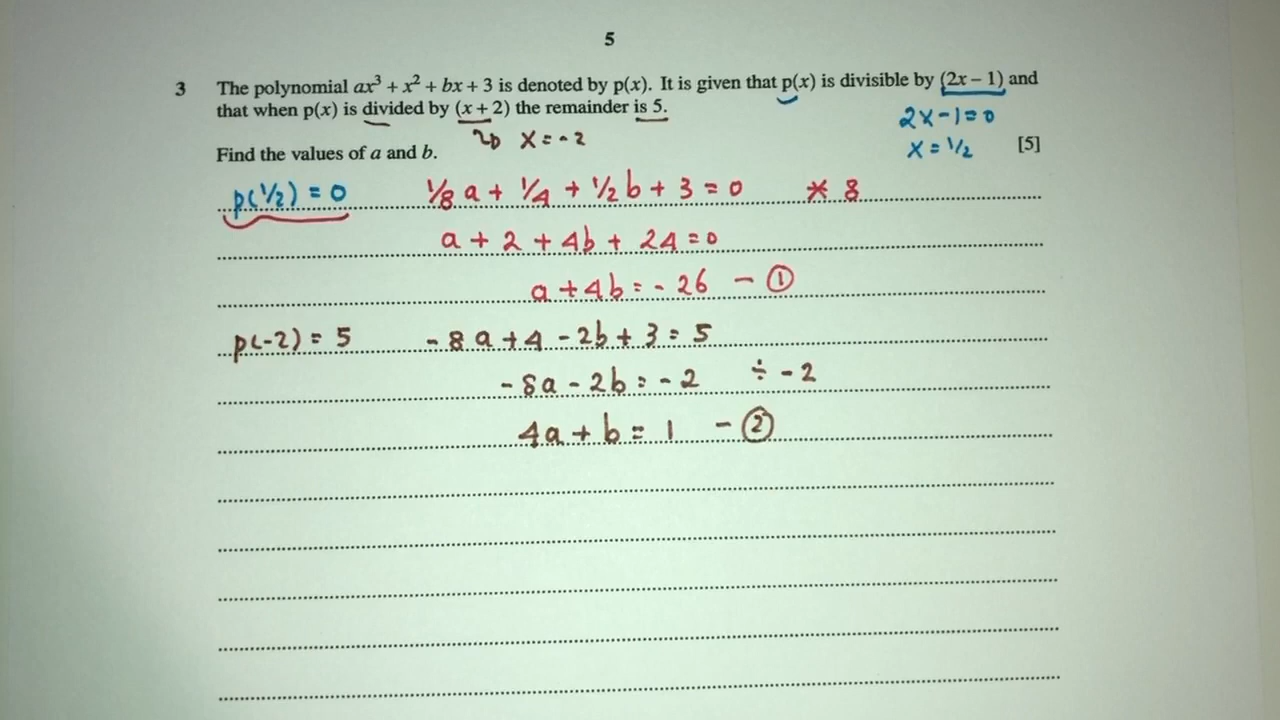 5
3 The polynomial ax³ + x² + bx + 3 is denoted by p(x). It is given that p(x) is divisible by (2x − 1) and
that when p(x) is divided by (x + 2) the remainder is 5.
2x-1=0
x = -2
Find the values of a and b.
x = 1/2
[5]
p(1/2) = 0 1/8 a + 1/4 + 1/2 b + 3 = 0 * 8
a + 2 + 4b + 24 = 0
a + 4b = - 26 - ①
p(-2) = 5 - 8a + 4 - 2b + 3 = 5
- 8a - 2b = - 2 ÷ - 2
4a + b = 1 - ②